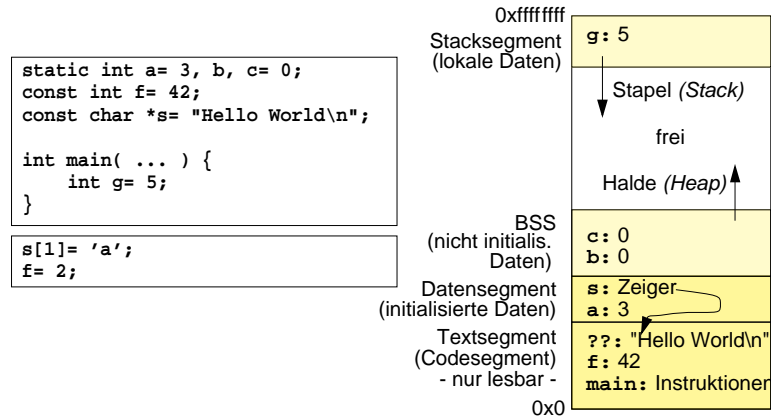 static int a= 3, b, c= 0;
const int f= 42;
const char *s= "Hello World\n";
int main( ... ) {
int g= 5;
}
s[1]= ’a’;
f= 2;
0xffffffff
Stacksegment
(lokale Daten)
g: 5
Stapel (Stack)
frei
Halde (Heap)
BSS
(nicht initialis.
Daten)
c: 0
b: 0
Datensegment
(initialisierte Daten)
s: Zeiger
a: 3
Textsegment
(Codesegment)
- nur lesbar -
??: "Hello World\n"
f: 42
main: Instruktionen
0x0